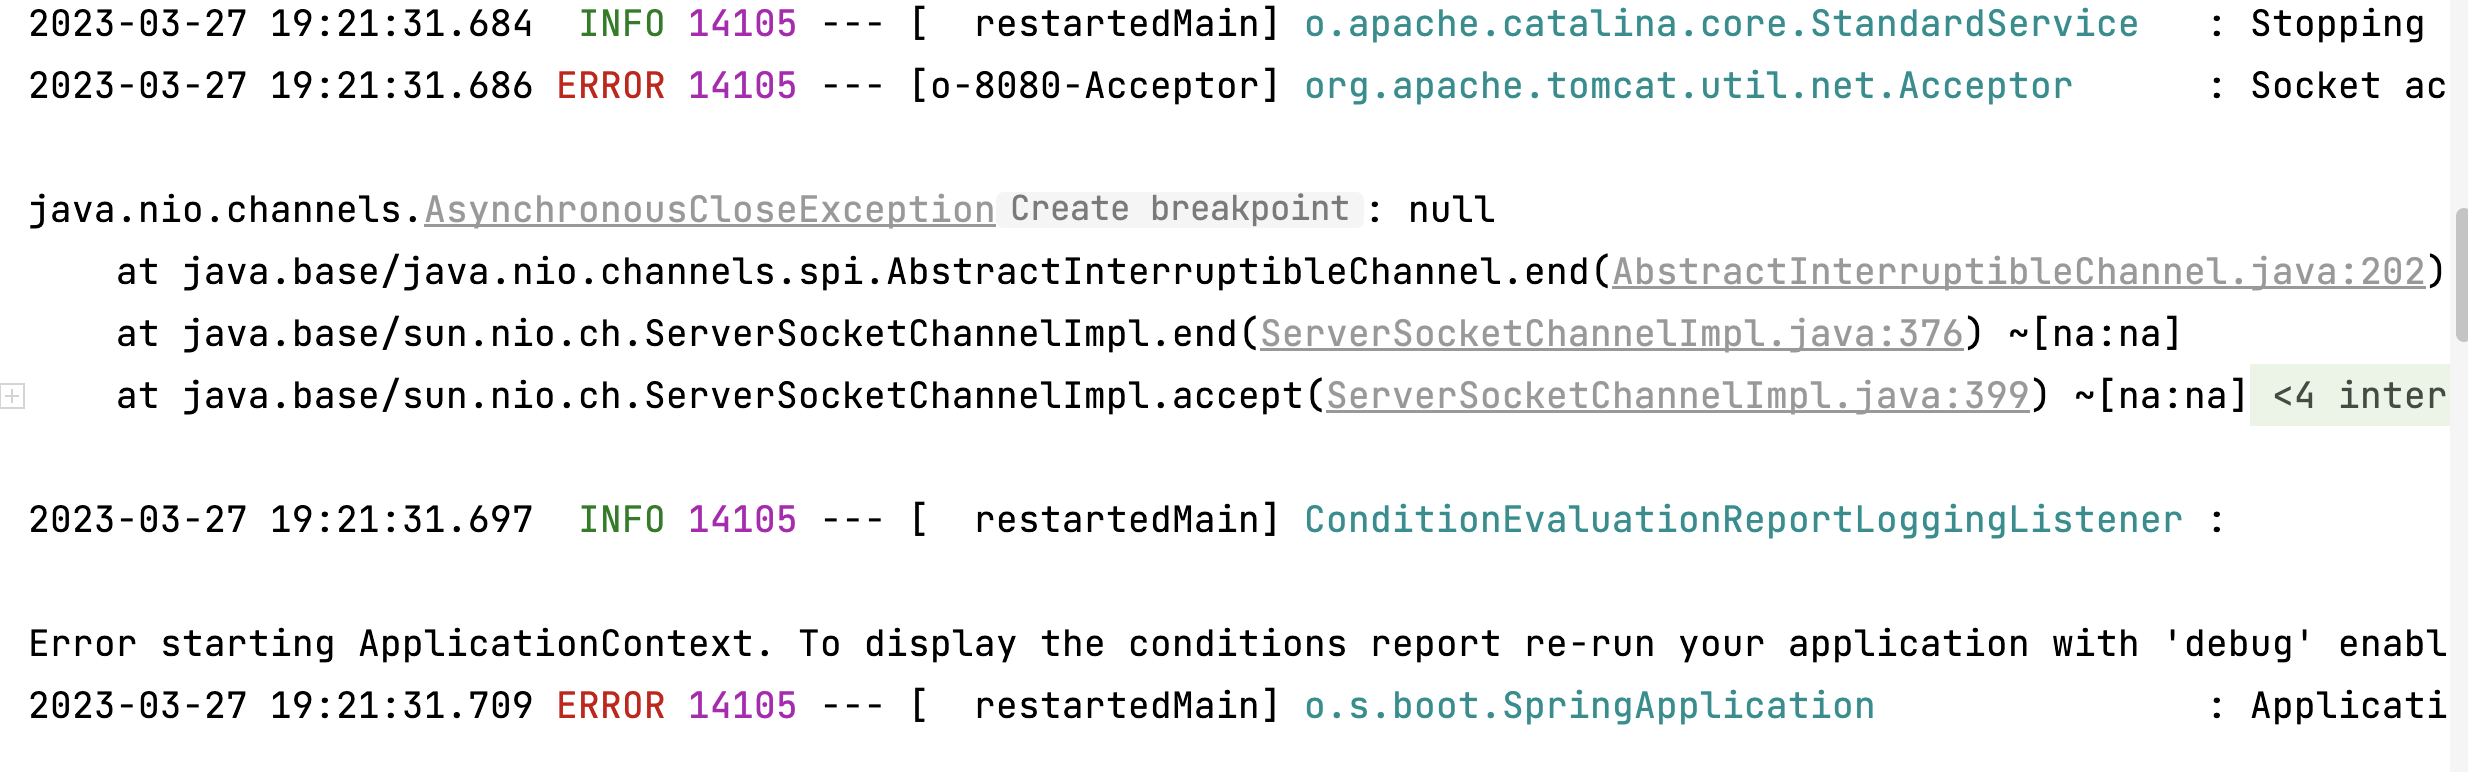 2023-03-27 19:21:31.684  INFO 14105 --- [  restartedMain] o.apache.catalina.core.StandardService   : Stopping
2023-03-27 19:21:31.686 ERROR 14105 --- [o-8080-Acceptor] org.apache.tomcat.util.net.Acceptor      : Socket ac
java.nio.channels.AsynchronousCloseException Create breakpoint : null
    at java.base/java.nio.channels.spi.AbstractInterruptibleChannel.end(AbstractInterruptibleChannel.java:202)
    at java.base/sun.nio.ch.ServerSocketChannelImpl.end(ServerSocketChannelImpl.java:376) ~[na:na]
    at java.base/sun.nio.ch.ServerSocketChannelImpl.accept(ServerSocketChannelImpl.java:399) ~[na:na] <4 inter
2023-03-27 19:21:31.697  INFO 14105 --- [  restartedMain] ConditionEvaluationReportLoggingListener :
Error starting ApplicationContext. To display the conditions report re-run your application with 'debug' enabl
2023-03-27 19:21:31.709 ERROR 14105 --- [  restartedMain] o.s.boot.SpringApplication               : Applicati